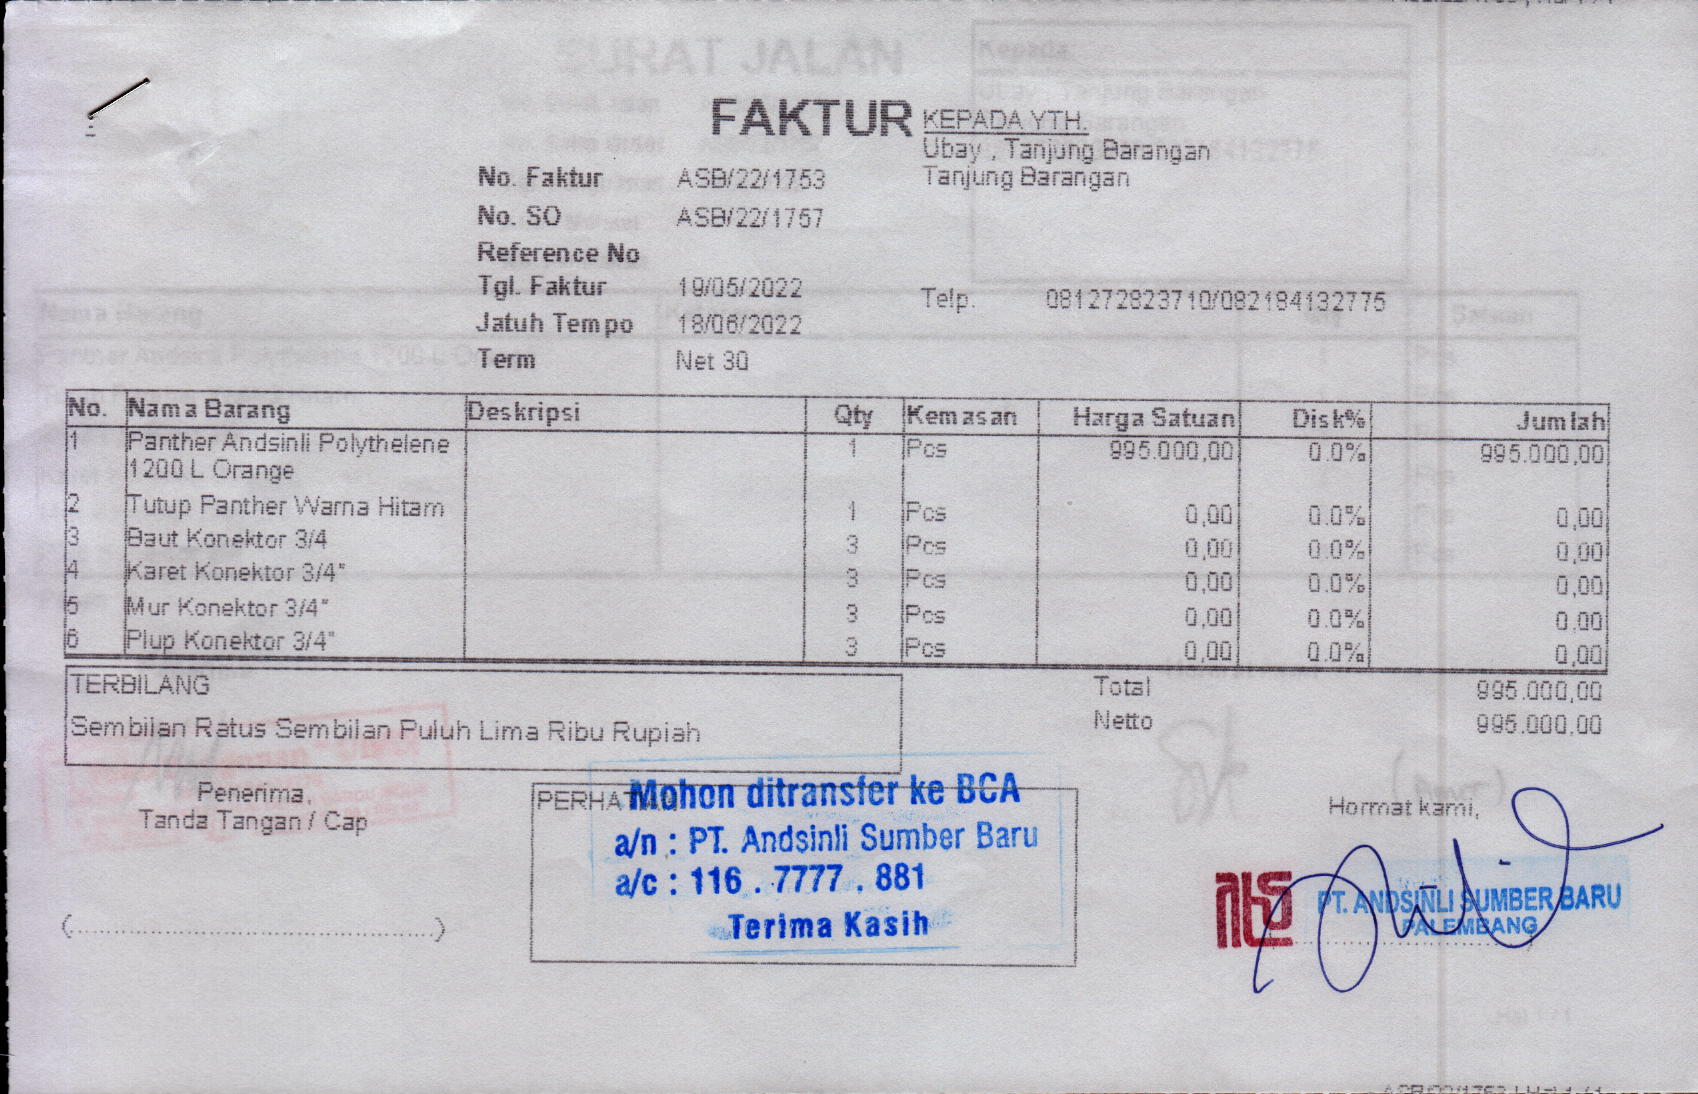 FAKTUR
KEPADA YTH.
Ubay , Tanjung Barangan
Tanjung Barangan
No. Faktur ASB/22/1753
No. SO ASB/22/1757
Reference No
Tgl. Faktur 19/05/2022
Jatuh Tempo 18/06/2022
Term Net 30
Telp. 081272823710/082184132775
No. Nama Barang Deskripsi Qty Kemasan Harga Satuan Disk% Jumlah
1 Panther Andsinli Polythelene 1 Pcs 995.000,00 0.0% 995.000,00
1200 L Orange
2 Tutup Panther Warna Hitam 1 Pcs 0,00 0.0% 0,00
3 Baut Konektor 3/4 3 Pcs 0,00 0.0% 0,00
4 Karet Konektor 3/4" 3 Pcs 0,00 0.0% 0,00
5 Mur Konektor 3/4" 3 Pcs 0,00 0.0% 0,00
6 Plup Konektor 3/4" 3 Pcs 0,00 0.0% 0,00
TERBILANG
Sembilan Ratus Sembilan Puluh Lima Ribu Rupiah
Total 995.000,00
Netto 995.000,00
Penerima,
Tanda Tangan / Cap
(............................................)
PERHATIAN
Mohon ditransfer ke BCA
a/n : PT. Andsinli Sumber Baru
a/c : 116 . 7777 . 881
Terima Kasih
Hormat kami,
PT. ANDSINLI SUMBER BARU
PALEMBANG
SURAT JALAN
Kepada
Nama Barang
Satuan